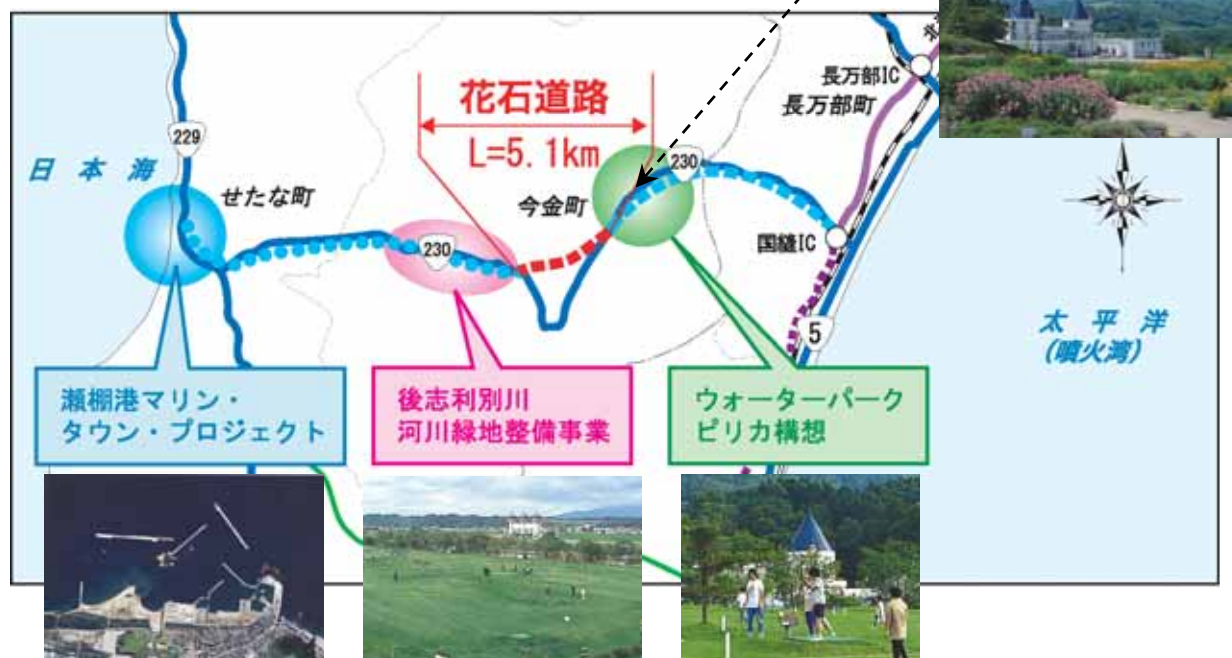 花石道路
L=5.1km
長万部IC
長万部町
北
229
日本海
せたな町
今金町
230
230
国縫IC
5
太平洋
(噴火湾)
瀬棚港マリン・
タウン・プロジェクト
後志利別川
河川緑地整備事業
ウォーターパーク
ピリカ構想